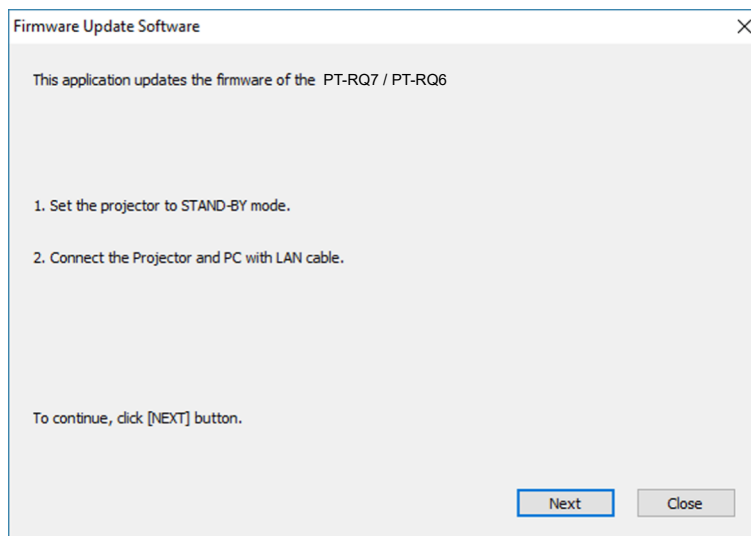 Firmware Update Software
This application updates the firmware of the PT-RQ7 / PT-RQ6
1. Set the projector to STAND-BY mode.
2. Connect the Projector and PC with LAN cable.
To continue, click [NEXT] button.
Next Close